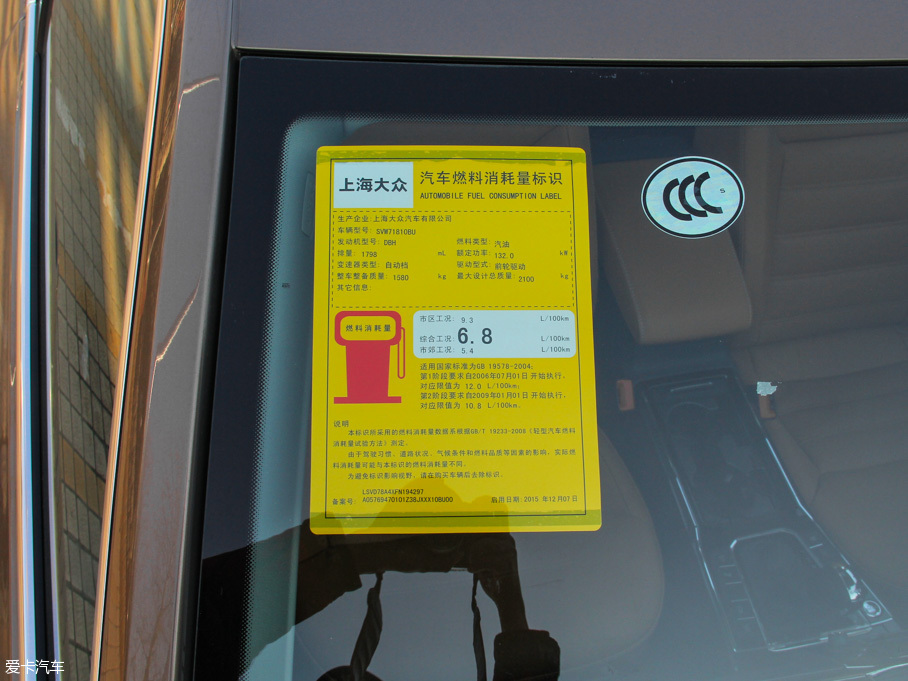 上海大众
汽车燃料消耗量标识
AUTOMOBILE FUEL CONSUMPTION LABEL
生产企业:上海大众汽车有限公司
车辆型号: SVW71810BU
发动机型号: DBH 燃料类型: 汽油
排量: 1798 mL 额定功率: 132.0 kW
变速器类型: 自动档 驱动型式: 前轮驱动
整车整备质量: 1580 kg 最大设计总质量: 2100 kg
其它信息:
燃料消耗量
市区工况: 9.3 L/100km
综合工况: 6.8 L/100km
市郊工况: 5.4 L/100km
适用国家标准为GB 19578-2004;
第1阶段要求自2006年07月01日 开始执行,
对应限值为 12.0 L/100km;
第2阶段要求自2009年01月01日 开始执行,
对应限值为 10.8 L/100km.
说明
本标识所采用的燃料消耗量数据系根据GB/T 19233-2008《轻型汽车燃料
消耗量试验方法》测定。
由于驾驶习惯、道路状况、气候条件和燃料品质等因素的影响, 实际燃
料消耗量可能与本标识的燃料消耗量不同。
为避免标识影响视野, 请在购买车辆后去除标识。
备案号: 启用日期: 2015 年12月07日
CCC
S
爱卡汽车